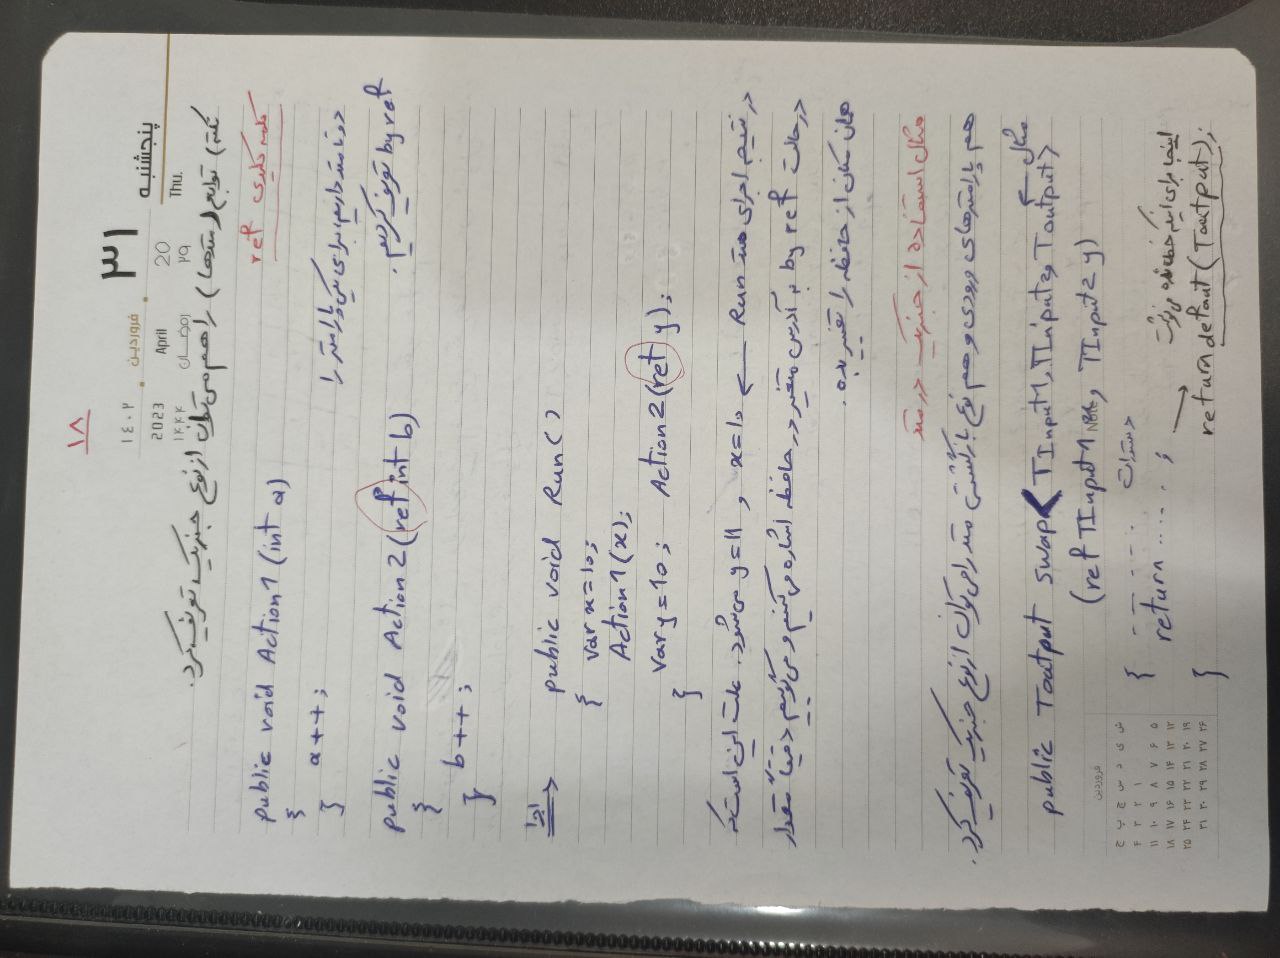 ۱۸
پنجشنبه ۳۱ فروردین ۱۴۰۲
Thu. 20 April 2023
۲۹ رمضان ۱۴۴۴
نکته) توابع (متدها) را هم می‌توان از نوع جنریک تعریف کرد.
کلمه کلیدی ref
public void Action1 (int a)
{
a++;
}
دو تا متد داریم، برای یکی پارامتر را
by ref تعریف کردیم.
public void Action2 (ref int b)
{
b++;
}
اجرا
public void Run()
{ var x=10;
Action1(x);
Var y=10; Action2(ref y);
}
در نتیجه اجرای متد Run ← x=10 و y=11 می‌شود. علت این است که
در حالت by ref به آدرس متغیر در حافظه اشاره می‌کنیم و می‌گوییم دقیقاً مقدار
همان مکان از حافظه را تغییر بده.
مثال استفاده از جنریک در متد
هم پارامترهای ورودی و هم نوع بازگشتی متد را می‌توان از نوع جنریک تعریف کرد.
مثال ←
public Toutput swap< TInput1, TInput2, Toutput>
(ref TInput1 x, TInput2 y)
Note
{ ------- دستورات
return ..... ;
اینجا برای اینکه خطا نده می‌نوشت
return defaut(Toutput);
}
فروردین
ش ی د س چ پ ج
۱ ۲ ۳ ۴
۵ ۶ ۷ ۸ ۹ ۱۰ ۱۱
۱۲ ۱۳ ۱۴ ۱۵ ۱۶ ۱۷ ۱۸
۱۹ ۲۰ ۲۱ ۲۲ ۲۳ ۲۴ ۲۵
۲۶ ۲۷ ۲۸ ۲۹ ۳۰ ۳۱